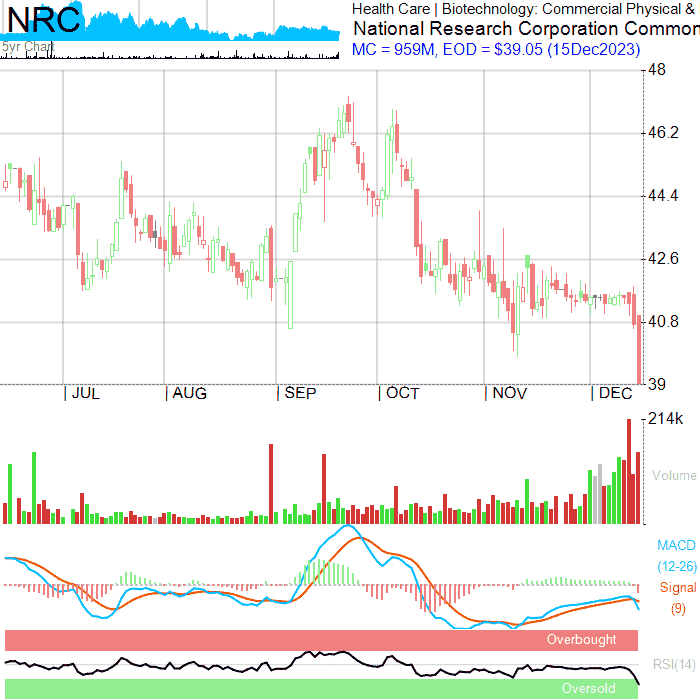 NRC
5yr Chart
Health Care | Biotechnology: Commercial Physical &
National Research Corporation Common
MC = 959M, EOD = $39.05 (15Dec2023)
48
46.2
44.4
42.6
40.8
39
| JUL | AUG | SEP | OCT | NOV | DEC
214k
Volume
MACD
(12-26)
Signal
(9)
Overbought
RSI(14)
Oversold